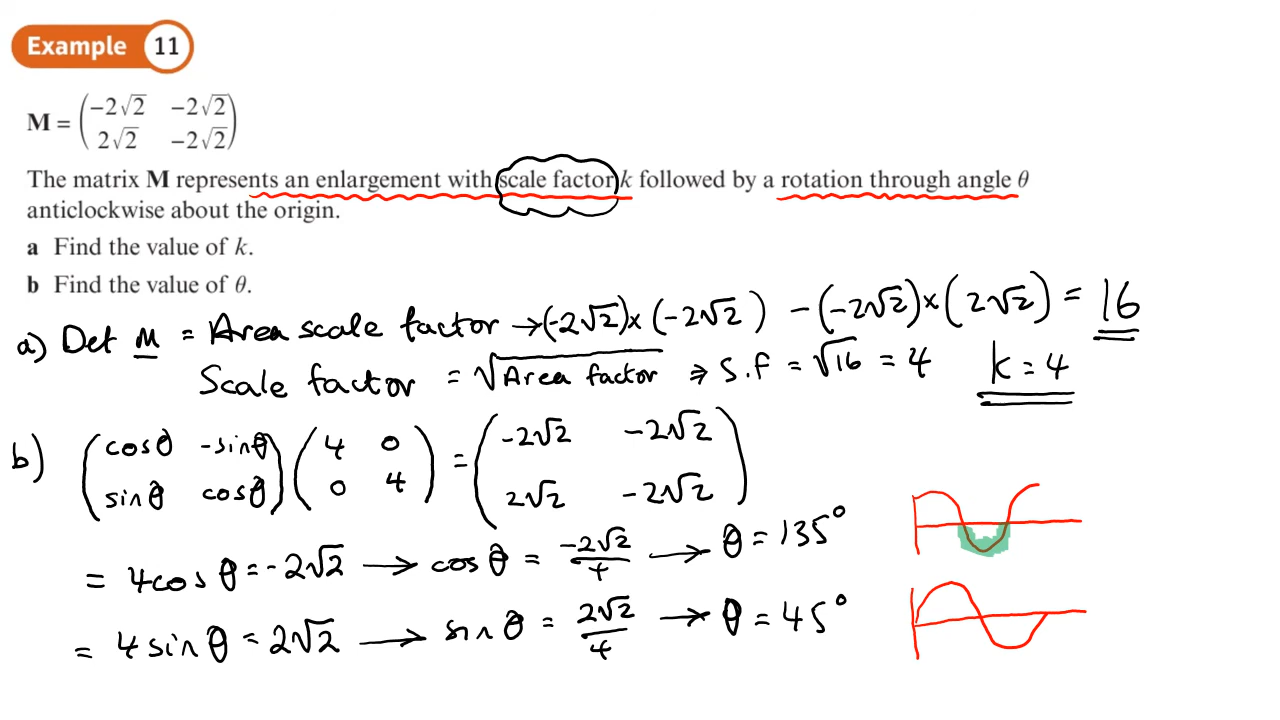 Example 11
M = (−2√2 −2√2
2√2 −2√2)
The matrix M represents an enlargement with scale factor k followed by a rotation through angle θ
anticlockwise about the origin.
a Find the value of k.
b Find the value of θ.
a) Det M = Area scale factor → (-2√2) × (-2√2) - (-2√2) × (2√2) = 16
Scale factor = √Area factor ⇒ S.f = √16 = 4 k = 4
b) (cosθ -sinθ (4 0 = (-2√2 -2√2
sinθ cosθ) 0 4) 2√2 -2√2)
= 4cosθ = -2√2 → cosθ = -2√2/4 → θ = 135°
= 4sinθ = 2√2 → sinθ = 2√2/4 → θ = 45°